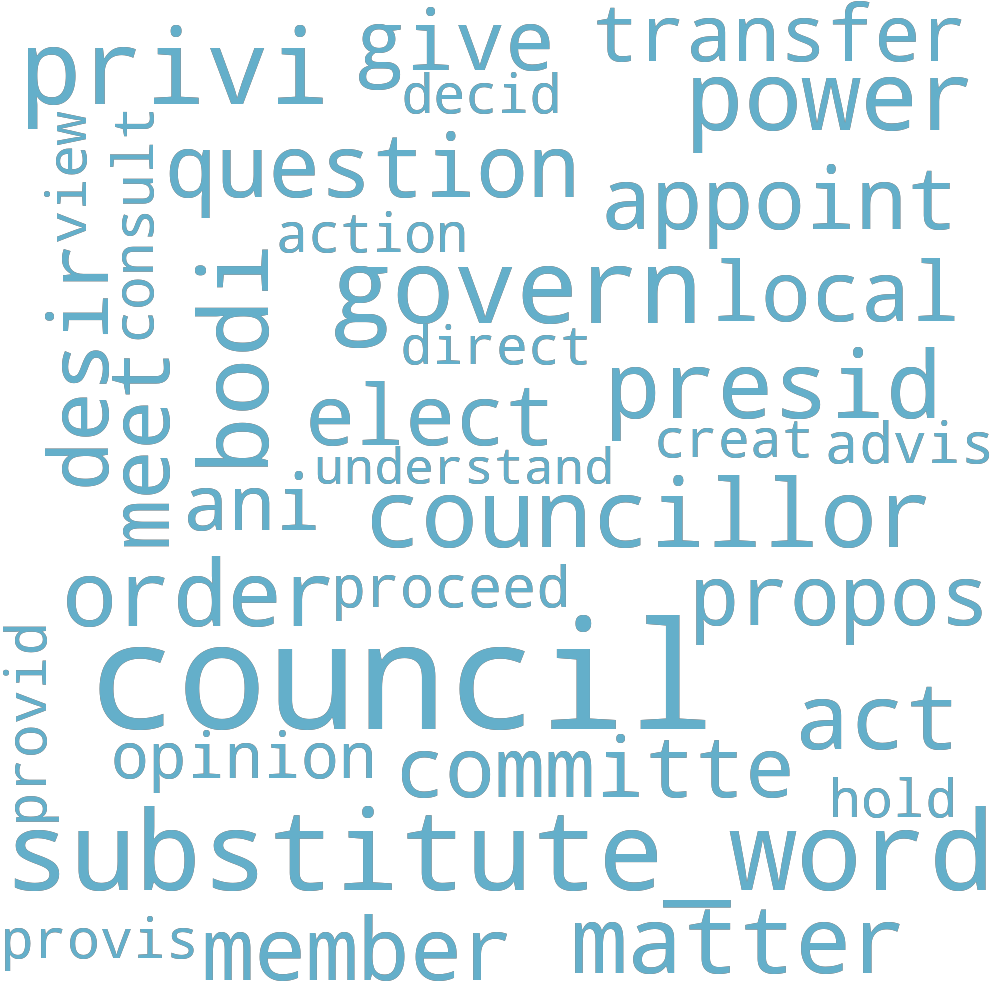 privi
give
transfer
decid
power
view
consult
question
appoint
action
desir
bodi
govern
local
direct
meet
presid
elect
creat
advis
understand
ani
councillor
order
proceed
propos
provid
council
act
opinion
committe
hold
substitute_word
provis
member
matter